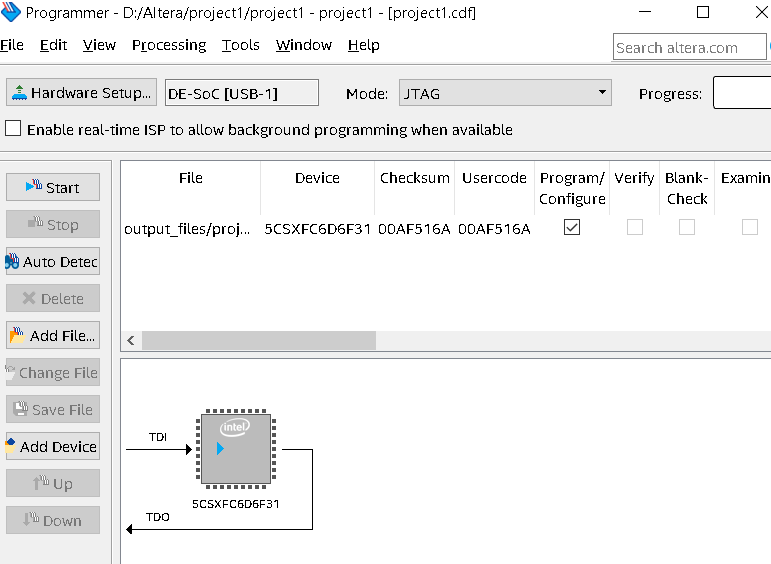 Programmer - D:/Altera/project1/project1 - project1 - [project1.cdf]
File Edit View Processing Tools Window Help
Search altera.com
Hardware Setup... DE-SoC [USB-1] Mode: JTAG Progress:
Enable real-time ISP to allow background programming when available
Start
Stop
Auto Detec
Delete
Add File...
Change File
Save File
Add Device
Up
Down
File Device Checksum Usercode Program/ Verify Blank- Examin
Configure Check
output_files/proj... 5CSXFC6D6F31 00AF516A 00AF516A
TDI
intel
5CSXFC6D6F31
TDO